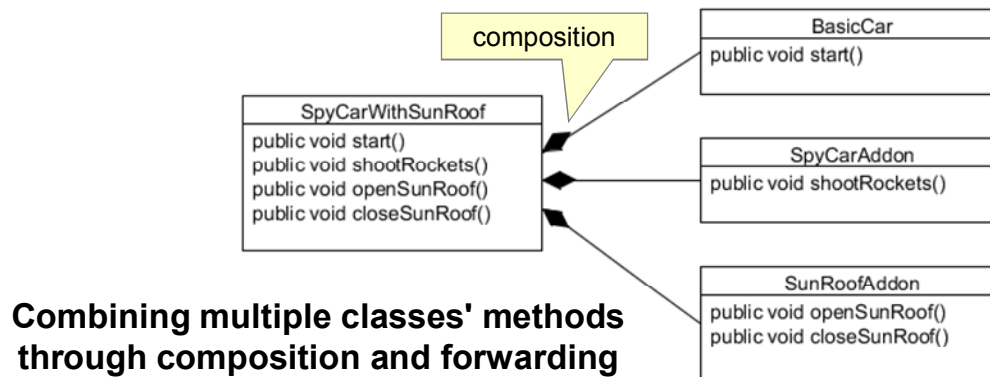 composition
SpyCarWithSunRoof
public void start()
public void shootRockets()
public void openSunRoof()
public void closeSunRoof()
BasicCar
public void start()
SpyCarAddon
public void shootRockets()
SunRoofAddon
public void openSunRoof()
public void closeSunRoof()
Combining multiple classes' methods
through composition and forwarding